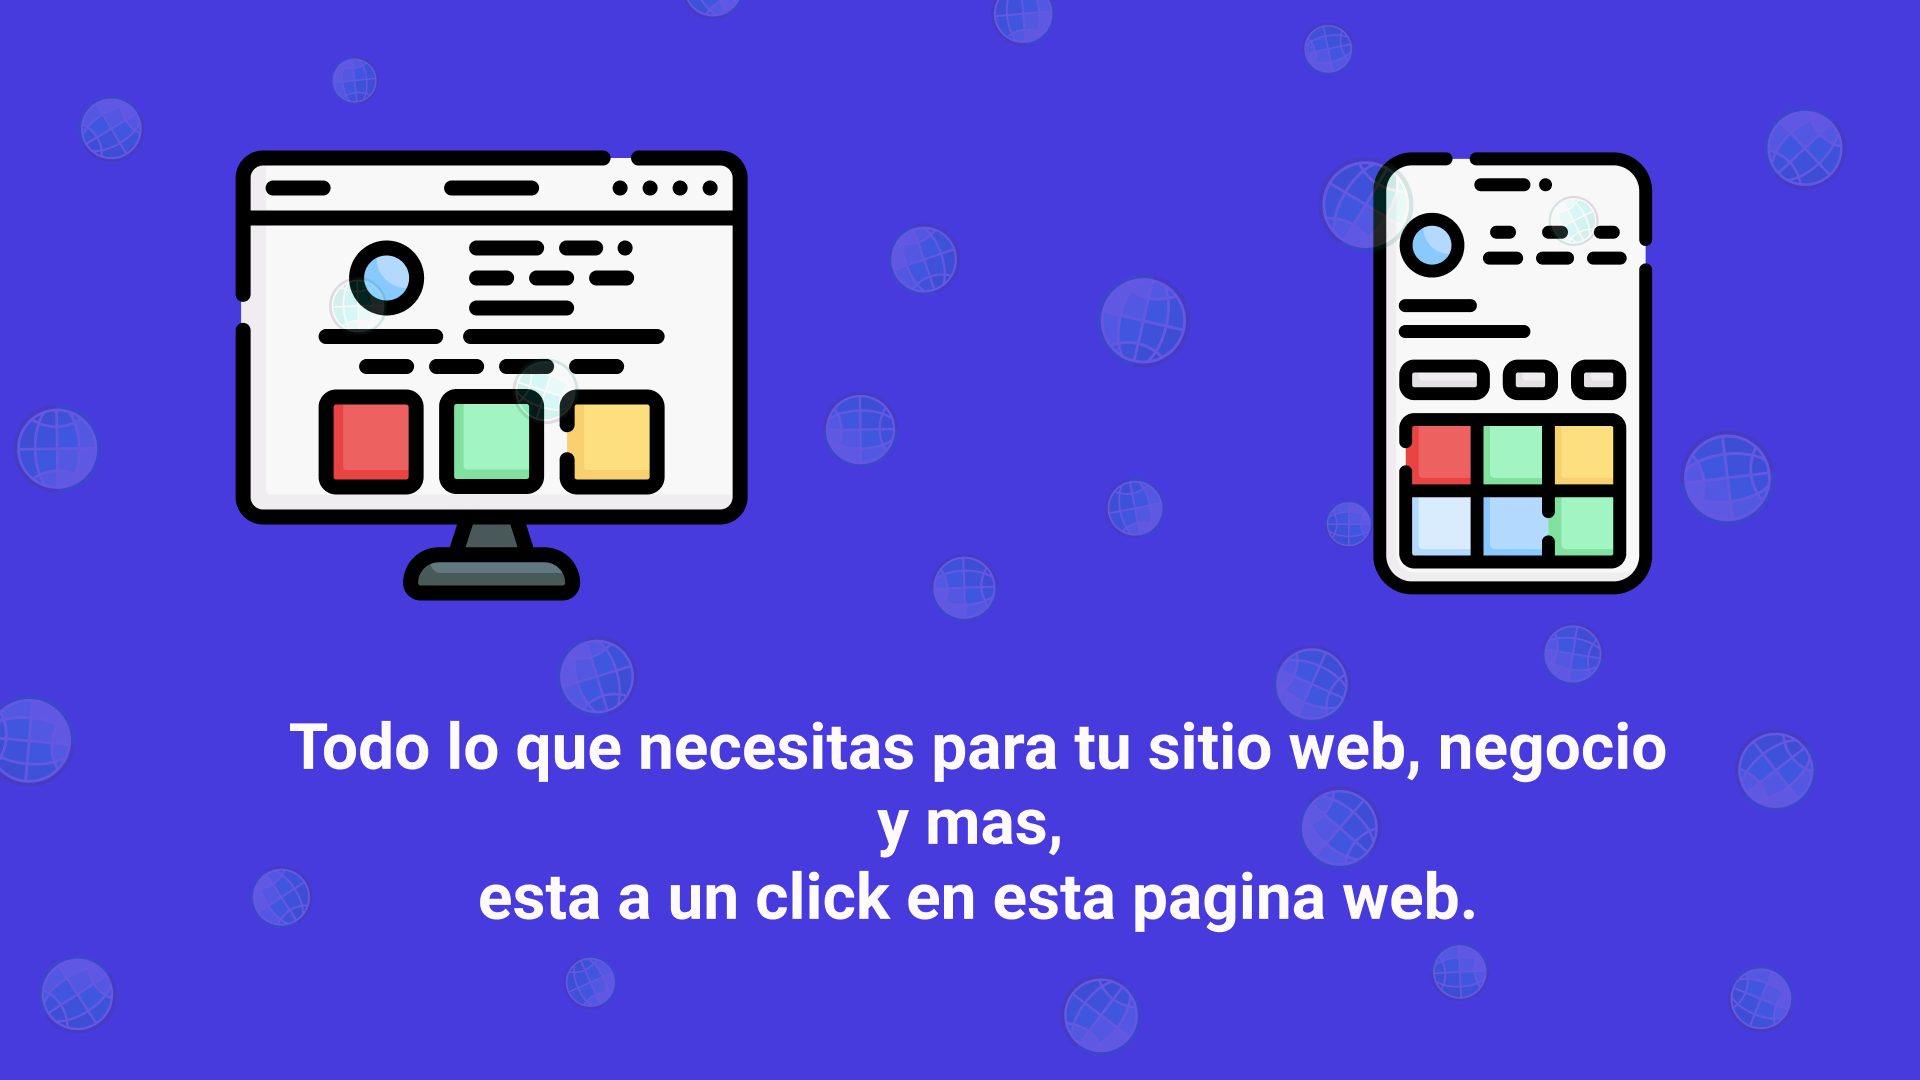 Todo lo que necesitas para tu sitio web, negocio
y mas,
esta a un click en esta pagina web.